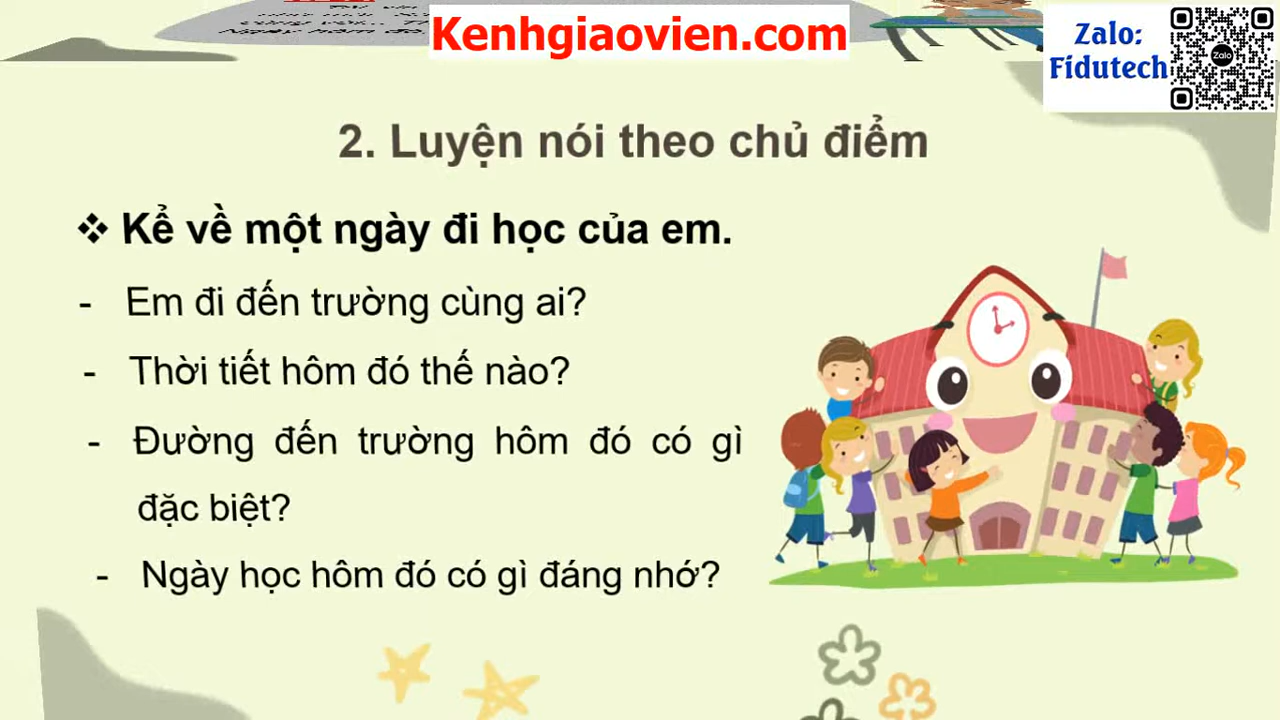 Kenhgiaovien.com
Zalo:
Fidutech
Zalo
2. Luyện nói theo chủ điểm
❖ Kể về một ngày đi học của em.
- Em đi đến trường cùng ai?
- Thời tiết hôm đó thế nào?
- Đường đến trường hôm đó có gì
đặc biệt?
- Ngày học hôm đó có gì đáng nhớ?